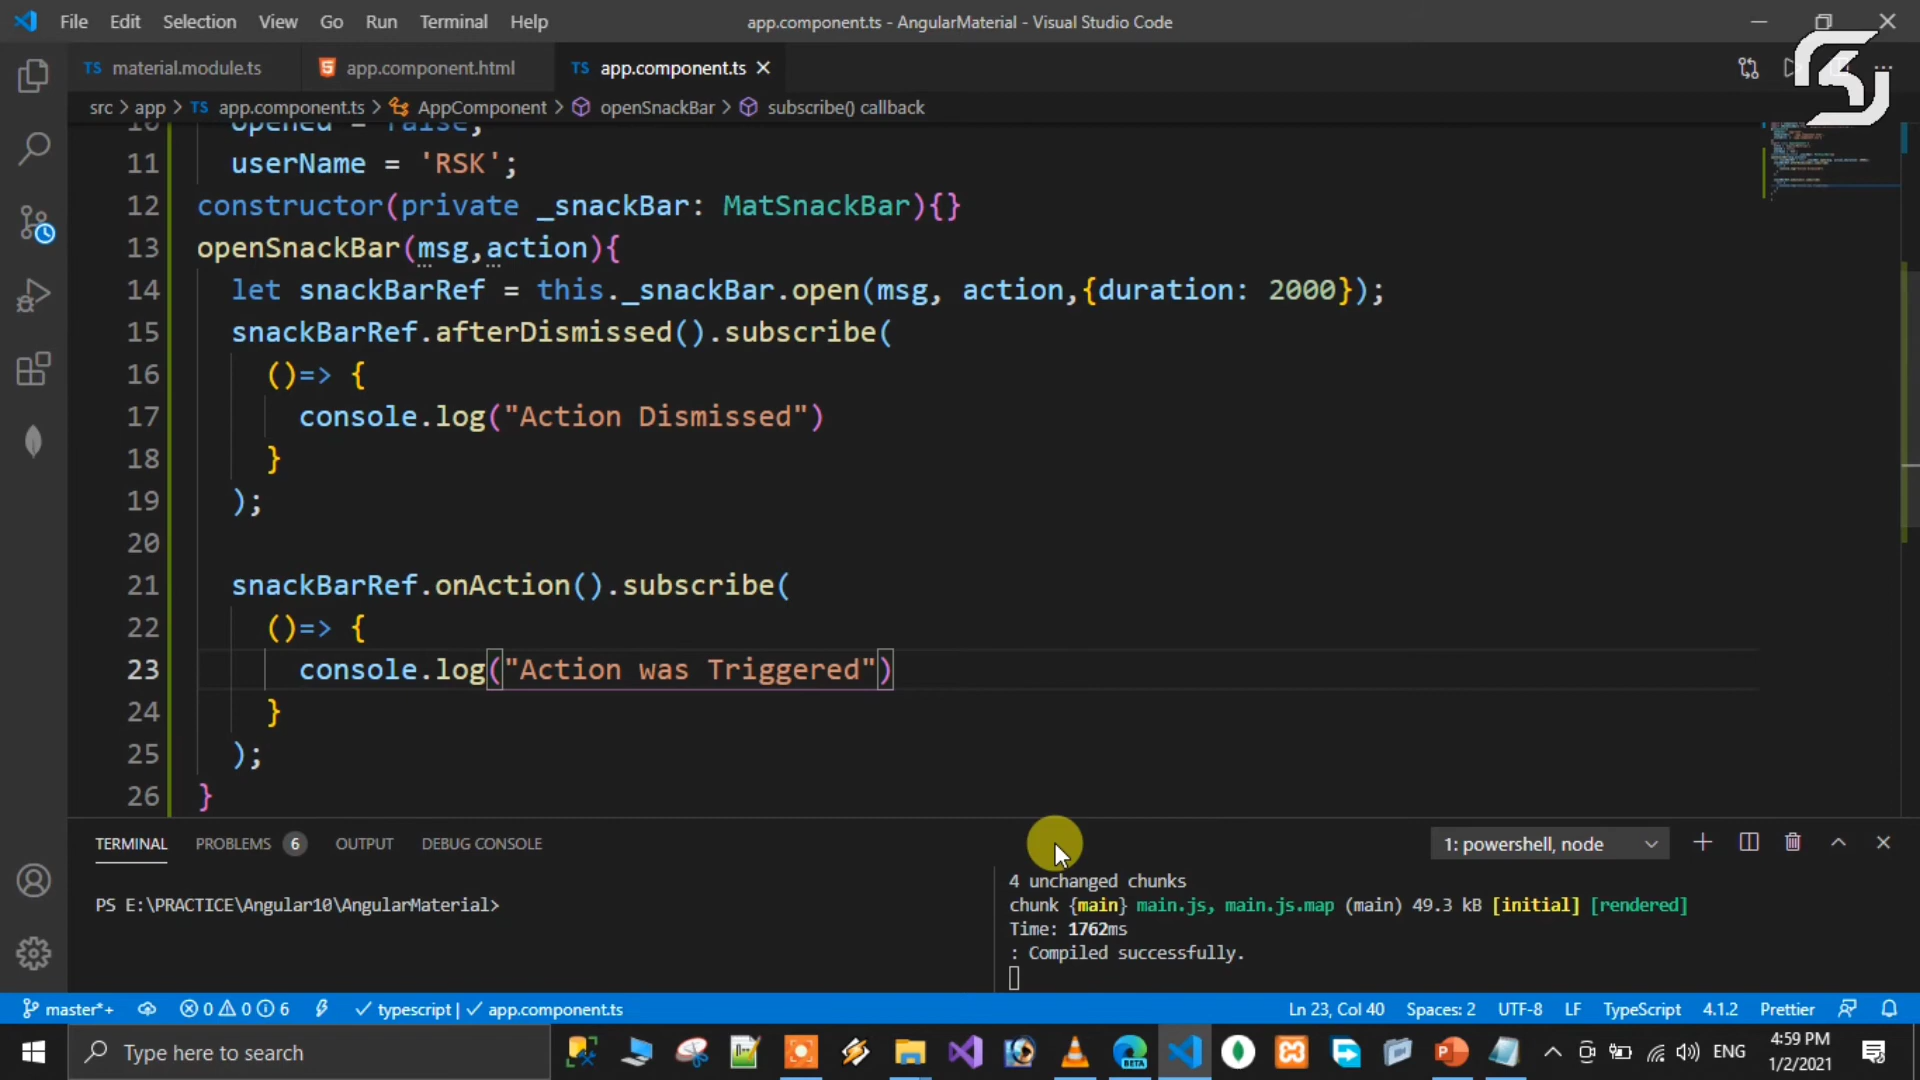 File Edit Selection View Go Run Terminal Help app.component.ts - AngularMaterial - Visual Studio Code
TS material.module.ts app.component.html TS app.component.ts
src > app > TS app.component.ts > AppComponent > openSnackBar > subscribe() callback
10 opened = false;
11 userName = 'RSK';
12 constructor(private _snackBar: MatSnackBar){}
13 openSnackBar(msg,action){
14 let snackBarRef = this._snackBar.open(msg, action,{duration: 2000});
15 snackBarRef.afterDismissed().subscribe(
16 ()=> {
17 console.log("Action Dismissed")
18 }
19 );
20
21 snackBarRef.onAction().subscribe(
22 ()=> {
23 console.log("Action was Triggered")
24 }
25 );
26 }
TERMINAL PROBLEMS 6 OUTPUT DEBUG CONSOLE 1: powershell, node
PS E:\PRACTICE\Angular10\AngularMaterial>
4 unchanged chunks
chunk {main} main.js, main.js.map (main) 49.3 kB [initial] [rendered]
Time: 1762ms
: Compiled successfully.
master*+ 0 0 6 typescript | app.component.ts Ln 23, Col 40 Spaces: 2 UTF-8 LF TypeScript 4.1.2 Prettier
Type here to search BETA ENG 4:59 PM
1/2/2021